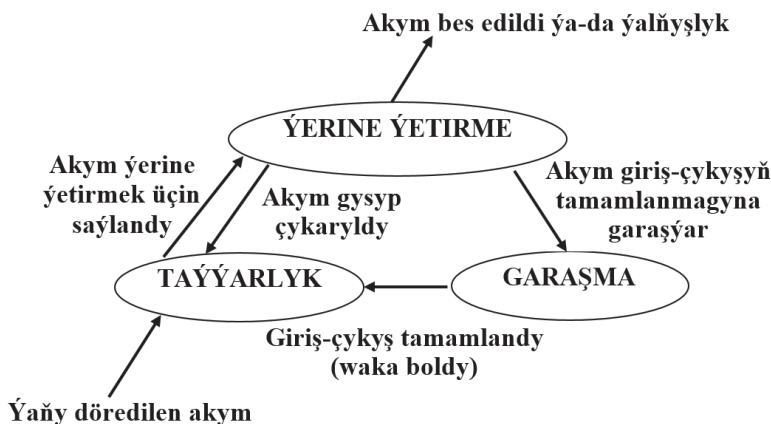 Akym bes edildi ýa-da ýalňyşlyk
ÝERINE ÝETIRME
Akym ýerine
ýetirmek üçin
saýlandy
Akym gysyp
çykaryldy
Akym giriş-çykyşyň
tamamlanmagyna
garaşýar
TAÝÝARLYK
GARAŞMA
Giriş-çykyş tamamlandy
(waka boldy)
Ýaňy döredilen akym